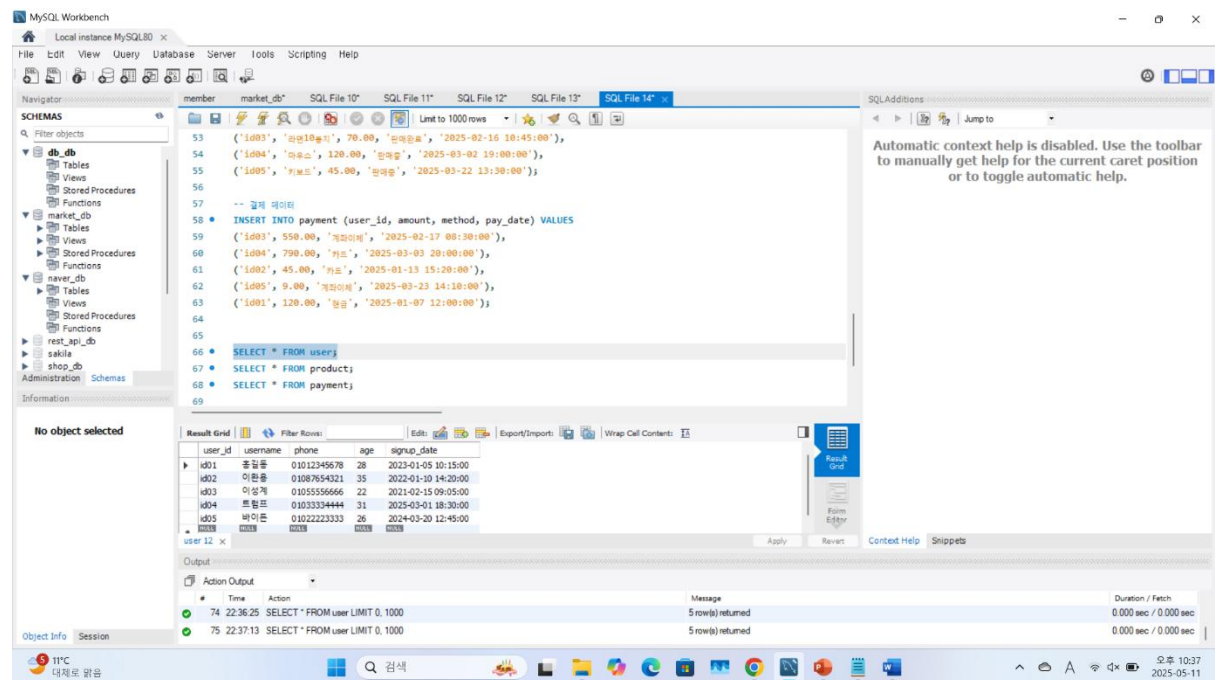 MySQL Workbench
Local instance MySQL80
File Edit View Query Database Server Tools Scripting Help
Navigator
SCHEMAS
Filter objects
db_db
Tables
Views
Stored Procedures
Functions
market_db
Tables
Views
Stored Procedures
Functions
naver_db
Tables
Views
Stored Procedures
Functions
rest_api_db
sakila
shop_db
Administration Schemas
Information
No object selected
Object Info Session
member market_db* SQL File 10* SQL File 11* SQL File 12* SQL File 13* SQL File 14*
Limit to 1000 rows
53 ('id03', '라면10봉지', 70.00, '판매완료', '2025-02-16 10:45:00'),
54 ('id04', '마우스', 120.00, '판매중', '2025-03-02 19:00:00'),
55 ('id05', '키보드', 45.00, '판매중', '2025-03-22 13:30:00');
56
57 -- 결제 데이터
58 INSERT INTO payment (user_id, amount, method, pay_date) VALUES
59 ('id03', 550.00, '계좌이체', '2025-02-17 08:30:00'),
60 ('id04', 790.00, '카드', '2025-03-03 20:00:00'),
61 ('id02', 45.00, '카드', '2025-01-13 15:20:00'),
62 ('id05', 9.00, '계좌이체', '2025-03-23 14:10:00'),
63 ('id01', 120.00, '현금', '2025-01-07 12:00:00');
64
65
66 SELECT * FROM user;
67 SELECT * FROM product;
68 SELECT * FROM payment;
69
Result Grid Filter Rows: Edit: Export/Import: Wrap Cell Content:
user_id username phone age signup_date
id01 홍길동 01012345678 28 2023-01-05 10:15:00
id02 이완용 01087654321 35 2022-01-10 14:20:00
id03 이성계 01055556666 22 2021-02-15 09:05:00
id04 트럼프 01033334444 31 2025-03-01 18:30:00
id05 바이든 01022223333 26 2024-03-20 12:45:00
NULL NULL NULL NULL NULL
Result Grid
Form Editor
user 12 Apply Revert
SQLAdditions
Jump to
Automatic context help is disabled. Use the toolbar
to manually get help for the current caret position
or to toggle automatic help.
Context Help Snippets
Output
Action Output
# Time Action Message Duration / Fetch
74 22:36:25 SELECT * FROM user LIMIT 0, 1000 5 row(s) returned 0.000 sec / 0.000 sec
75 22:37:13 SELECT * FROM user LIMIT 0, 1000 5 row(s) returned 0.000 sec / 0.000 sec
5
11°C
대체로 맑음
검색
A
오후 10:37
2025-05-11